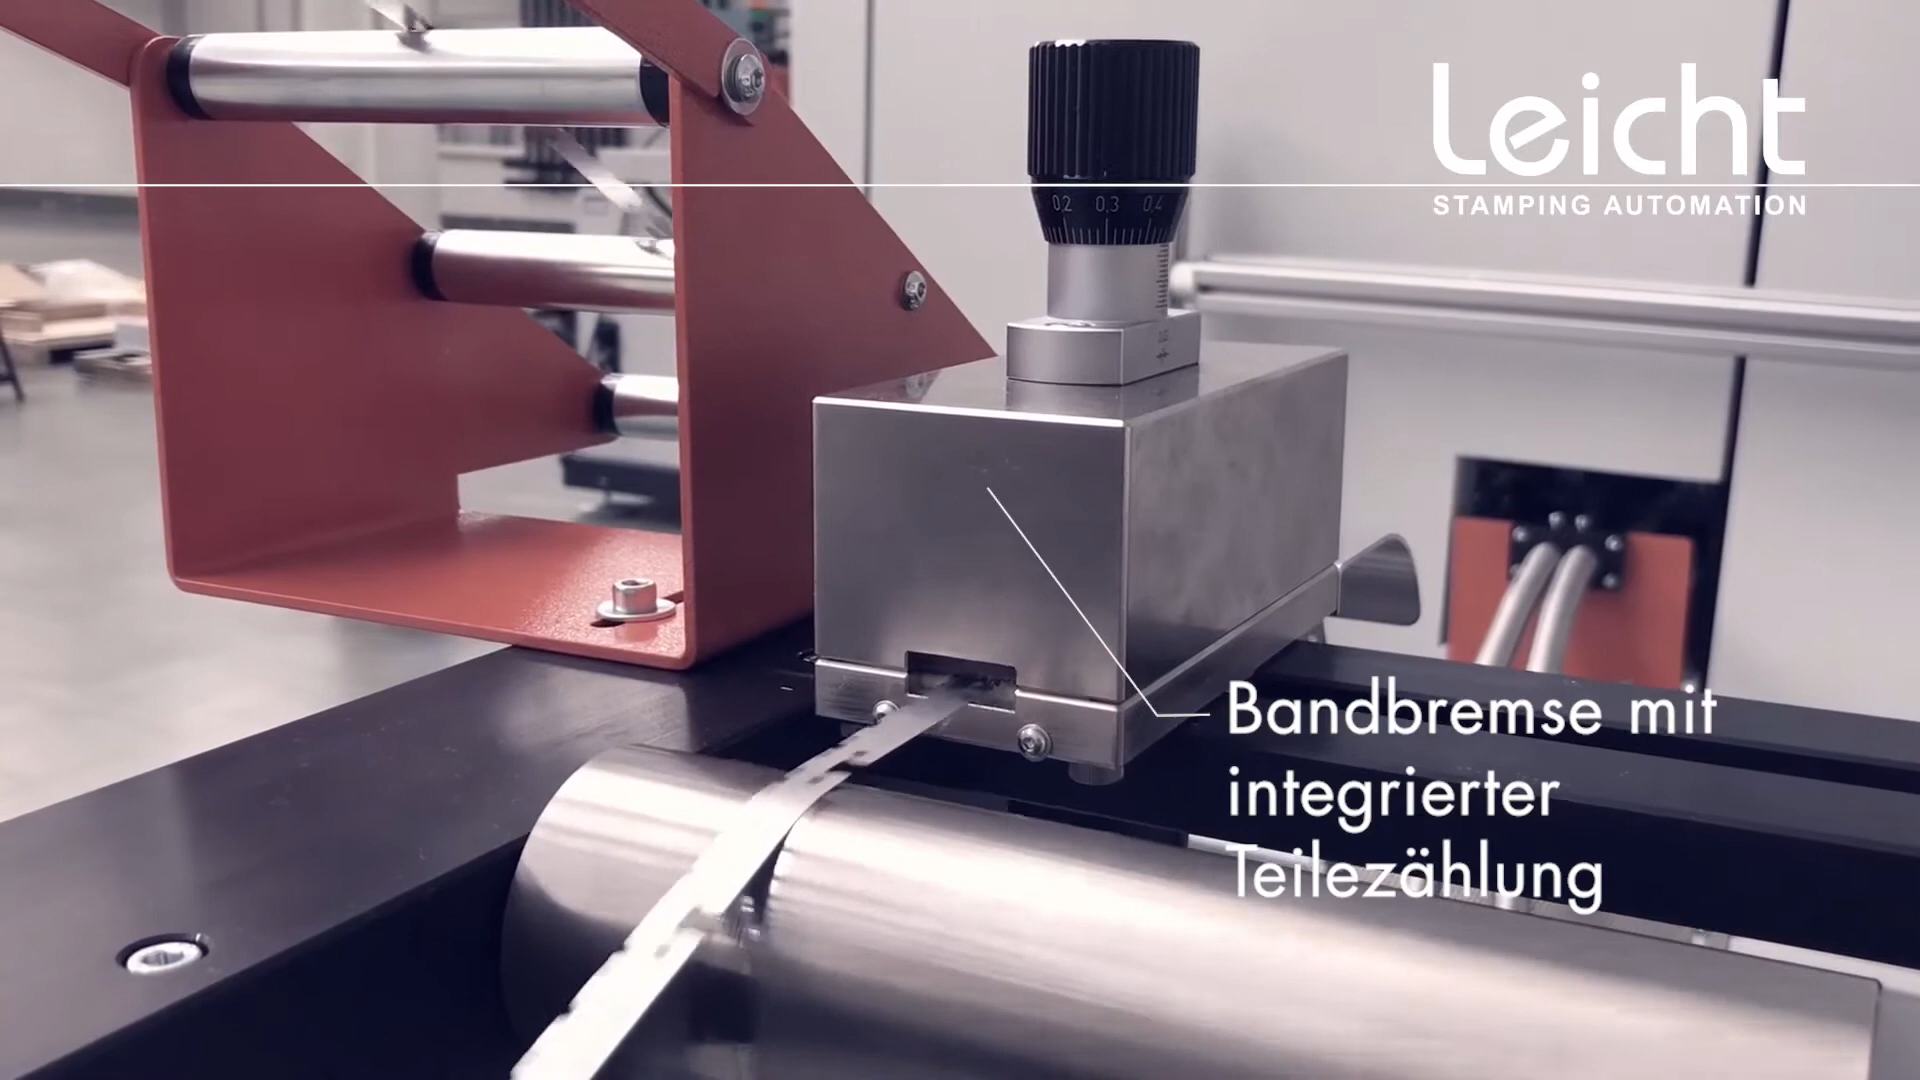 Leicht
STAMPING AUTOMATION
0,2 0,3 0,4
Bandbremse mit
integrierter
Teilezählung